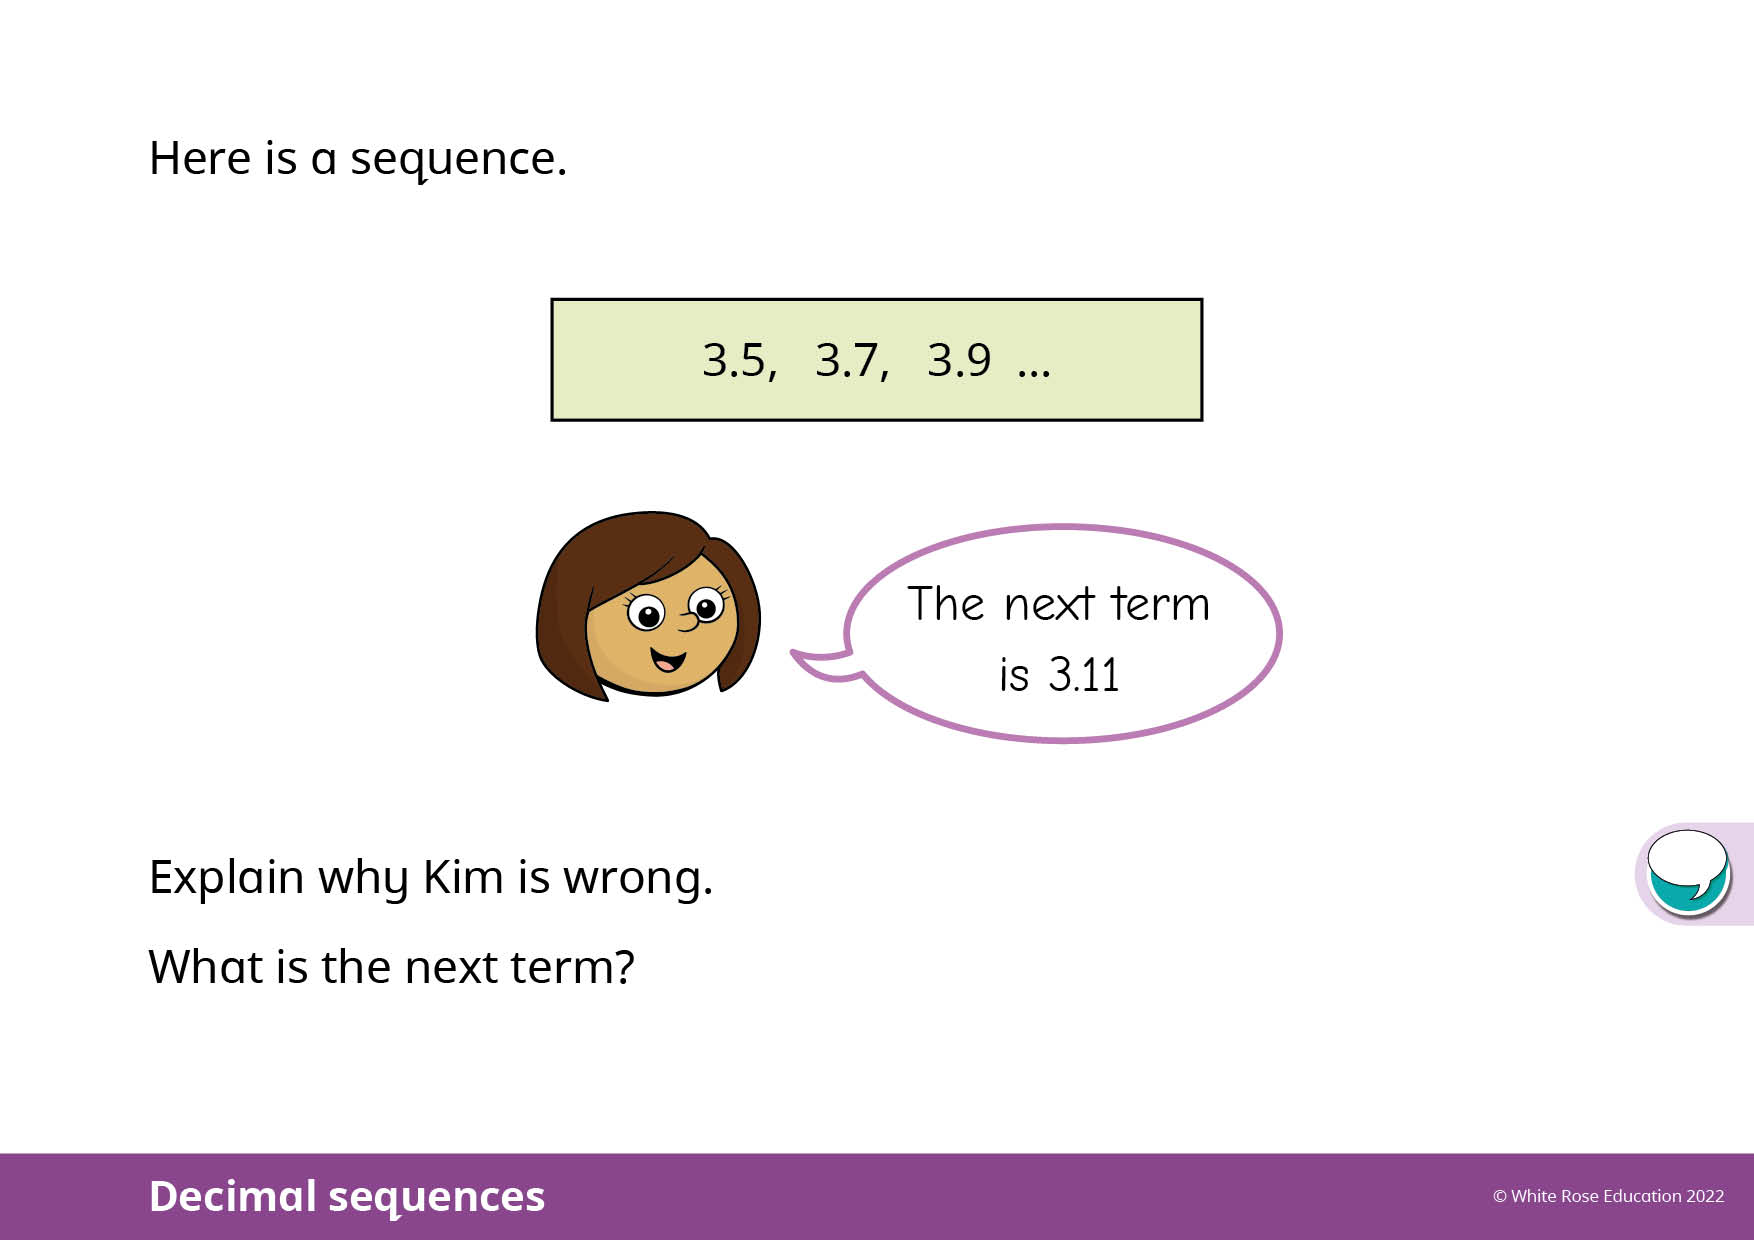 Here is a sequence.
3.5, 3.7, 3.9 ...
The next term
is 3.11
Explain why Kim is wrong.
What is the next term?
Decimal sequences
© White Rose Education 2022